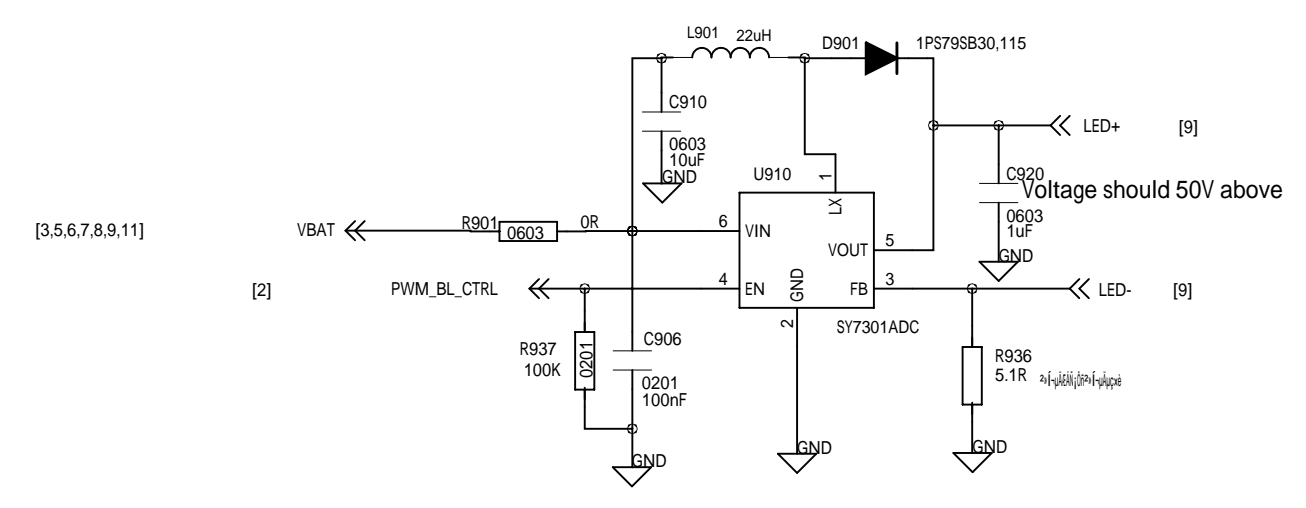 L901 22uH
D901 1PS79SB30,115
C910
0603
10uF
GND
LED+ [9]
U910
1
LX
C920
Voltage should 50V above
0603
1uF
GND
[3,5,6,7,8,9,11] VBAT
R901 0603 0R
6 VIN
VOUT 5
[2] PWM_BL_CTRL
4 EN
GND
2
FB 3
LED- [9]
SY7301ADC
R937
100K
0201
C906
0201
100nF
R936
5.1R
GND
GND
GND